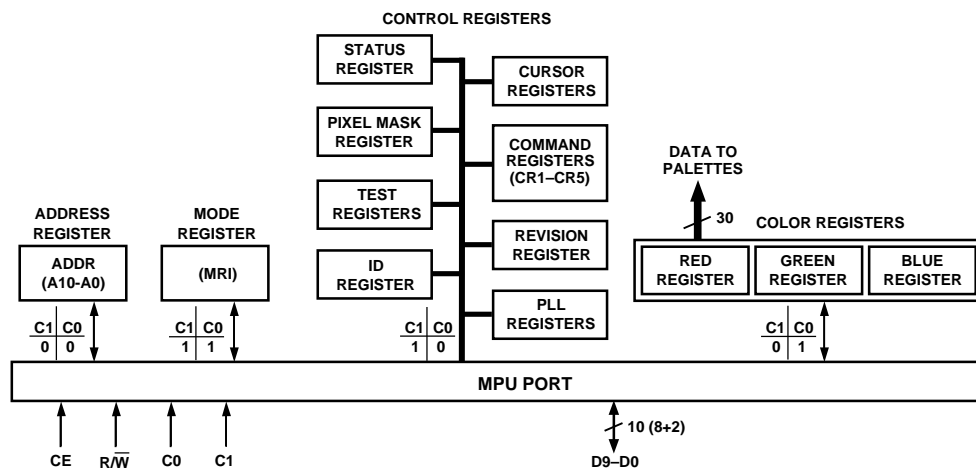 CONTROL REGISTERS
STATUS
REGISTER
CURSOR
REGISTERS
PIXEL MASK
REGISTER
COMMAND
REGISTERS
(CR1–CR5)
TEST
REGISTERS
REVISION
REGISTER
ID
REGISTER
PLL
REGISTERS
C1 C0
1 0
ADDRESS
REGISTER
ADDR
(A10-A0)
C1 C0
0 0
MODE
REGISTER
(MRI)
C1 C0
1 1
DATA TO
PALETTES
30
COLOR REGISTERS
RED
REGISTER
GREEN
REGISTER
BLUE
REGISTER
C1 C0
0 1
MPU PORT
CE
R/W̅
C0
C1
10 (8+2)
D9–D0